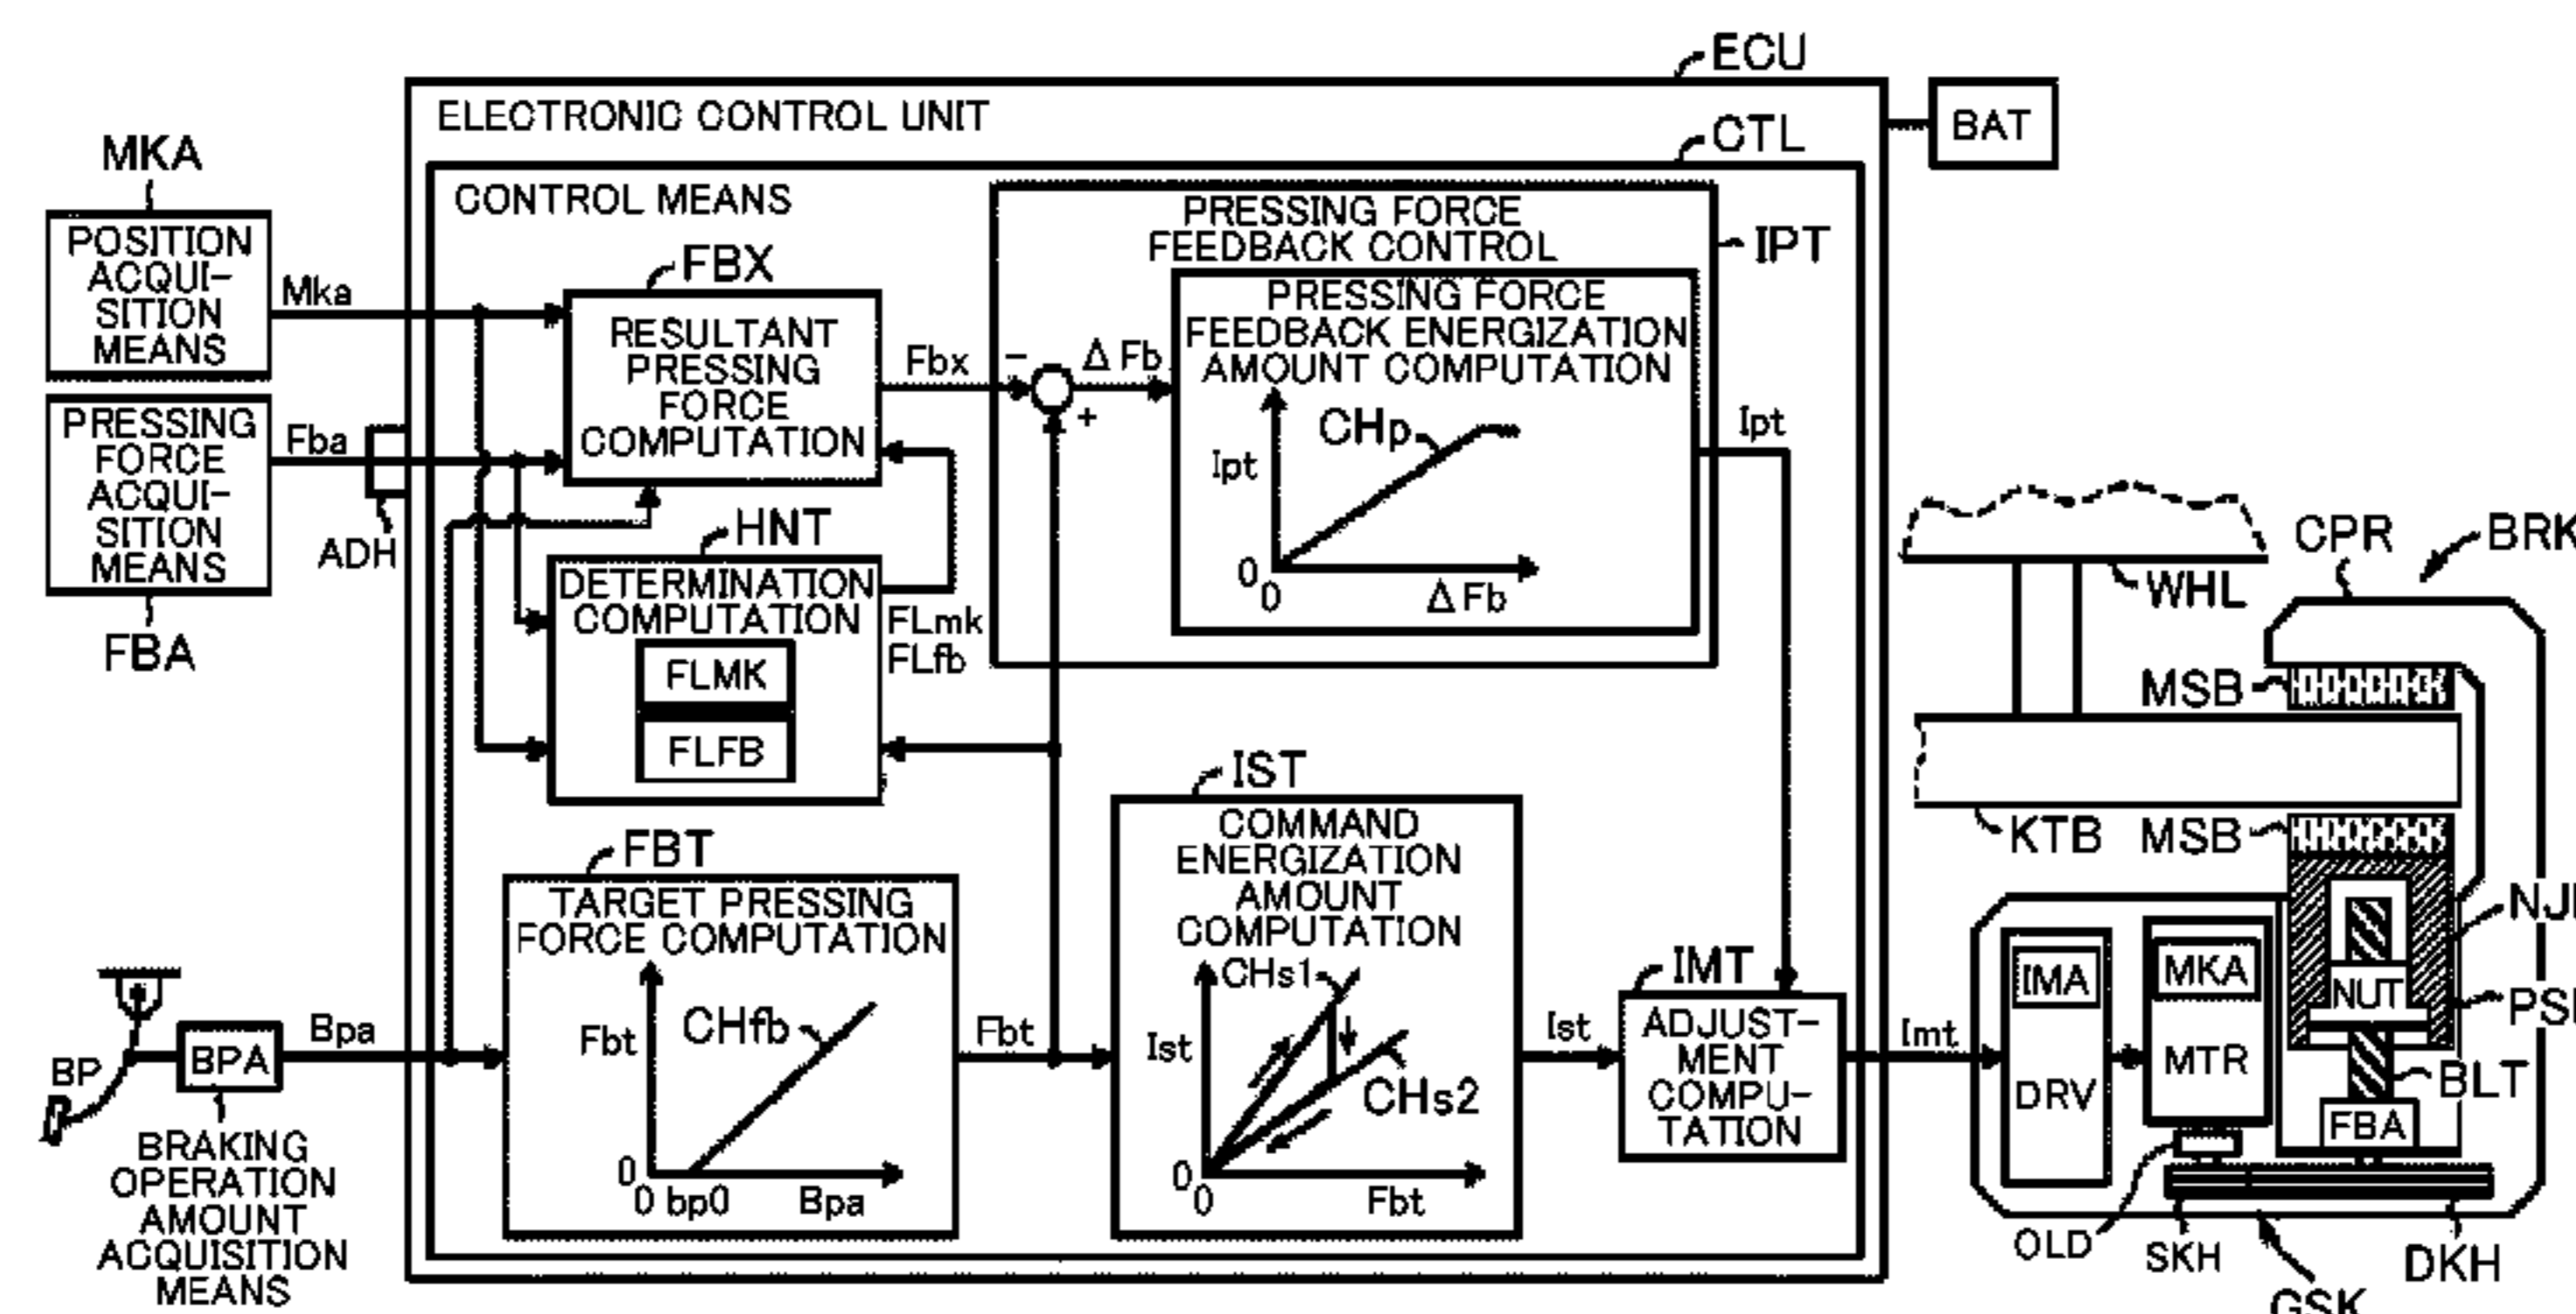 ECU
ELECTRONIC CONTROL UNIT
BAT
CTL
CONTROL MEANS
MKA
POSITION
ACQUI-
SITION
MEANS
Mka
PRESSING
FORCE
ACQUI-
SITION
MEANS
Fba
ADH
FBA
FBX
RESULTANT
PRESSING
FORCE
COMPUTATION
Fbx
-
+
Δ Fb
PRESSING FORCE
FEEDBACK CONTROL
IPT
PRESSING FORCE
FEEDBACK ENERGIZATION
AMOUNT COMPUTATION
CHp
Ipt
0
0
Δ Fb
Ipt
HNT
DETERMINATION
COMPUTATION
FLMK
FLFB
FLmk
FLfb
FBT
TARGET PRESSING
FORCE COMPUTATION
CHfb
Fbt
0
0 bp0
Bpa
BP
BPA
Bpa
BRAKING
OPERATION
AMOUNT
ACQUISITION
MEANS
Fbt
IST
COMMAND
ENERGIZATION
AMOUNT
COMPUTATION
CHs1
Ist
CHs2
0
0
Fbt
Ist
IMT
ADJUST-
MENT
COMPU-
TATION
Imt
CPR
BRK
WHL
MSB
KTB
MSB
IMA
DRV
MKA
MTR
NUT
BLT
FBA
OLD
SKH
GSK
DKH